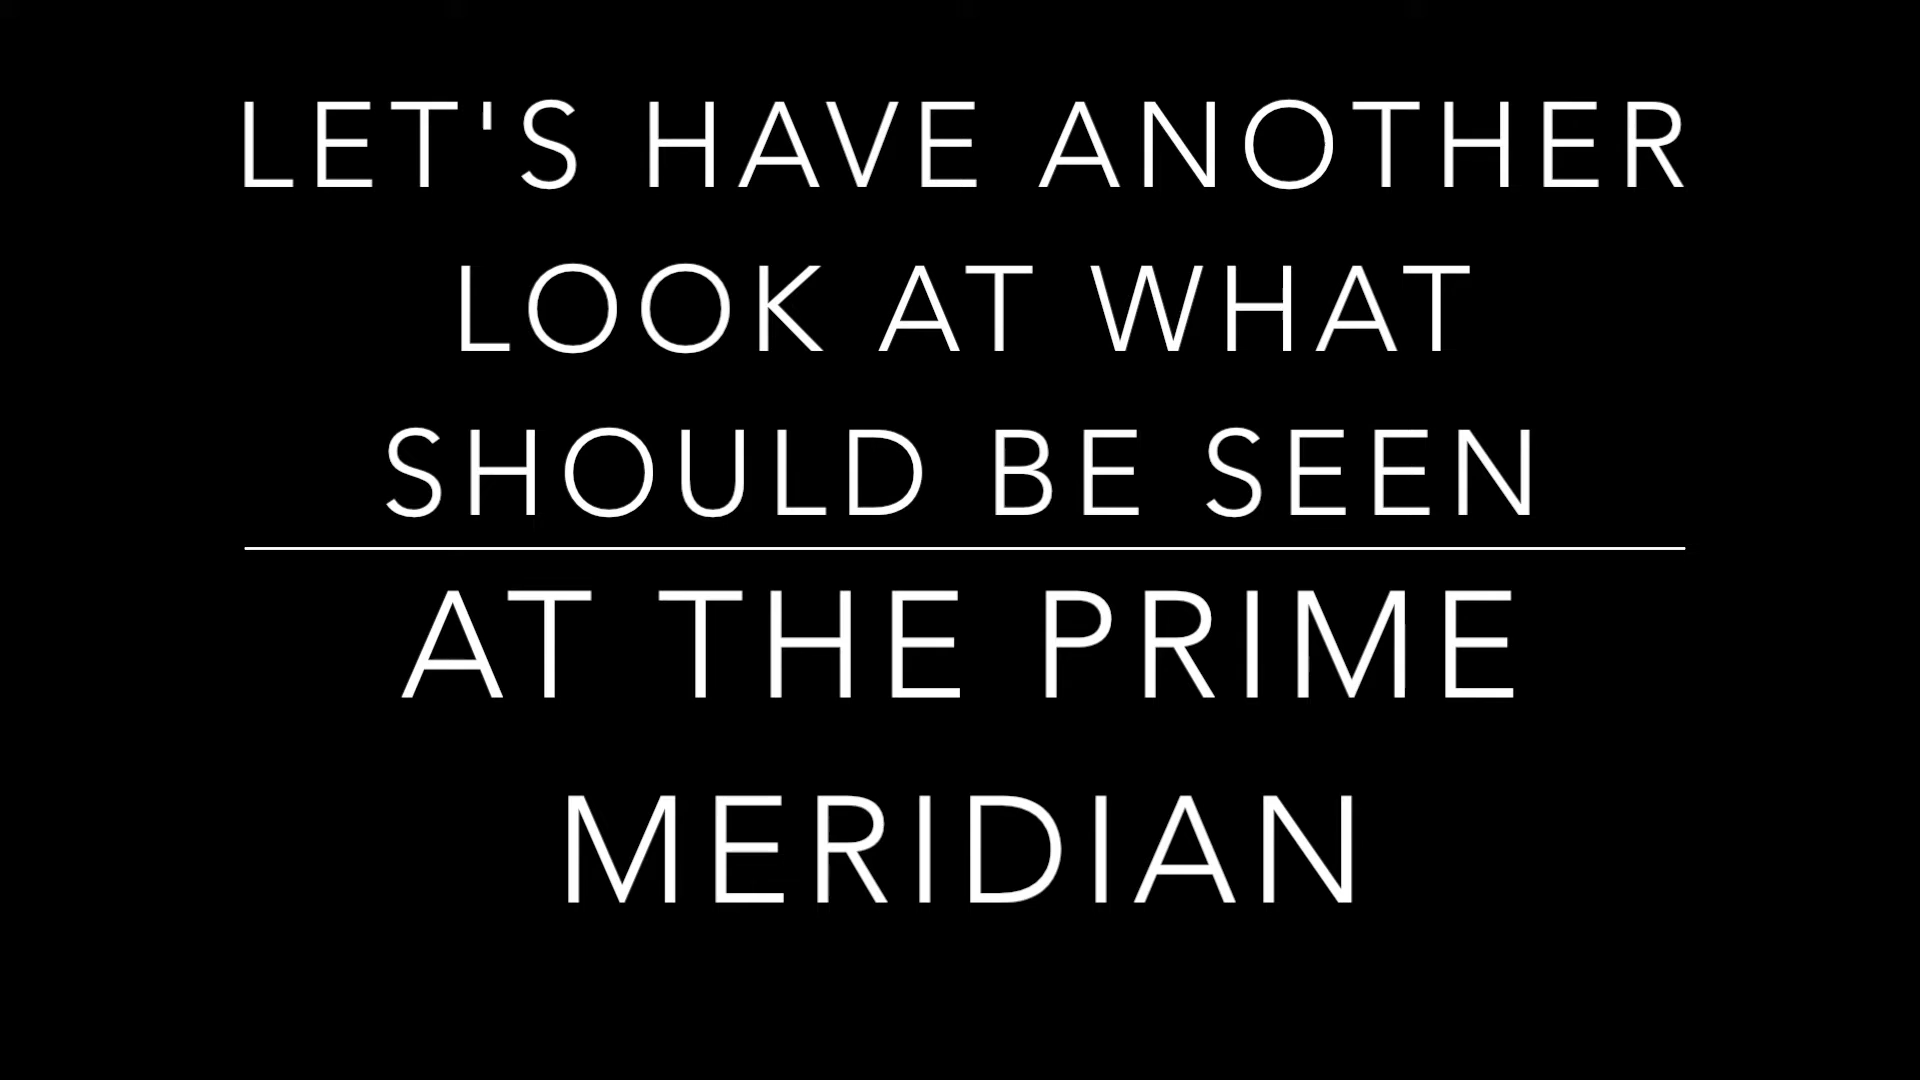 LET'S HAVE ANOTHER
LOOK AT WHAT
SHOULD BE SEEN
AT THE PRIME
MERIDIAN